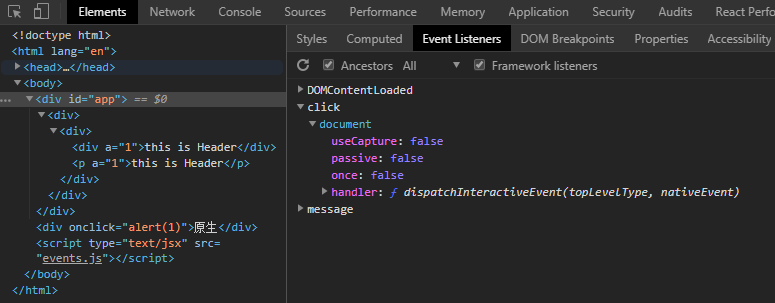 Elements Network Console Sources Performance Memory Application Security Audits React Perf
Styles Computed Event Listeners DOM Breakpoints Properties Accessibility
Ancestors All Framework listeners
<!doctype html>
<html lang="en">
<head>…</head>
<body>
… <div id="app"> == $0
<div>
<div>
<div a="1">this is Header</div>
<p a="1">this is Header</p>
</div>
</div>
</div>
<div onclick="alert(1)">原生</div>
<script type="text/jsx" src=
"events.js"></script>
</body>
</html>
DOMContentLoaded
click
document
useCapture: false
passive: false
once: false
handler: ƒ dispatchInteractiveEvent(topLevelType, nativeEvent)
message